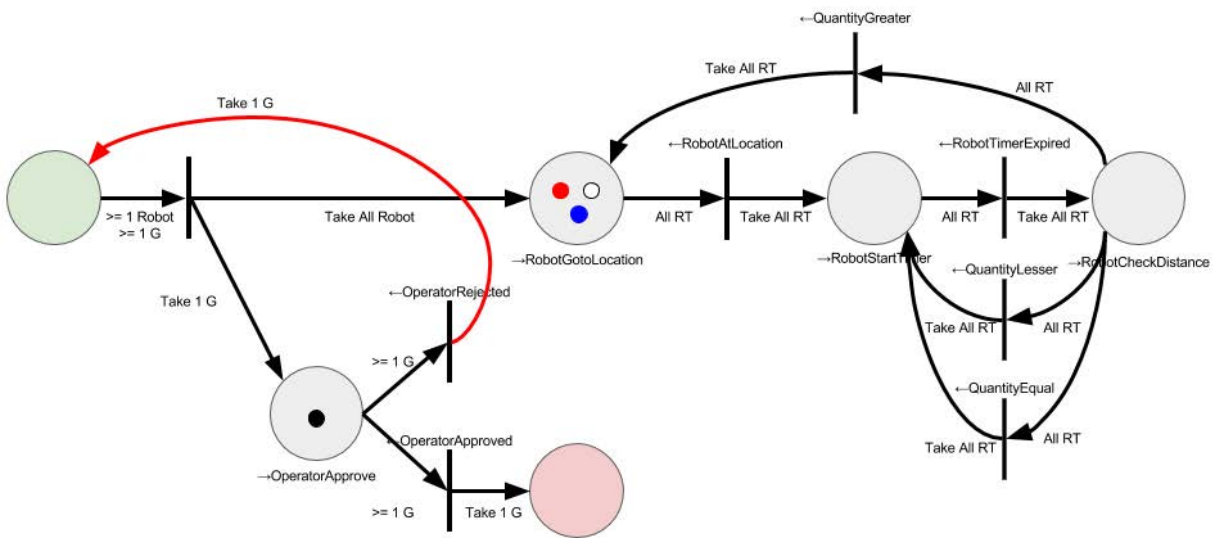 ←QuantityGreater
Take All RT
All RT
Take 1 G
←RobotAtLocation
←RobotTimerExpired
>= 1 Robot
>= 1 G
Take All Robot
All RT
Take All RT
All RT
Take All RT
→RobotGotoLocation
→RobotStartTimer
→RobotCheckDistance
←QuantityLesser
Take 1 G
←OperatorRejected
Take All RT
All RT
>= 1 G
←QuantityEqual
←OperatorApproved
Take All RT
All RT
→OperatorApprove
>= 1 G
Take 1 G